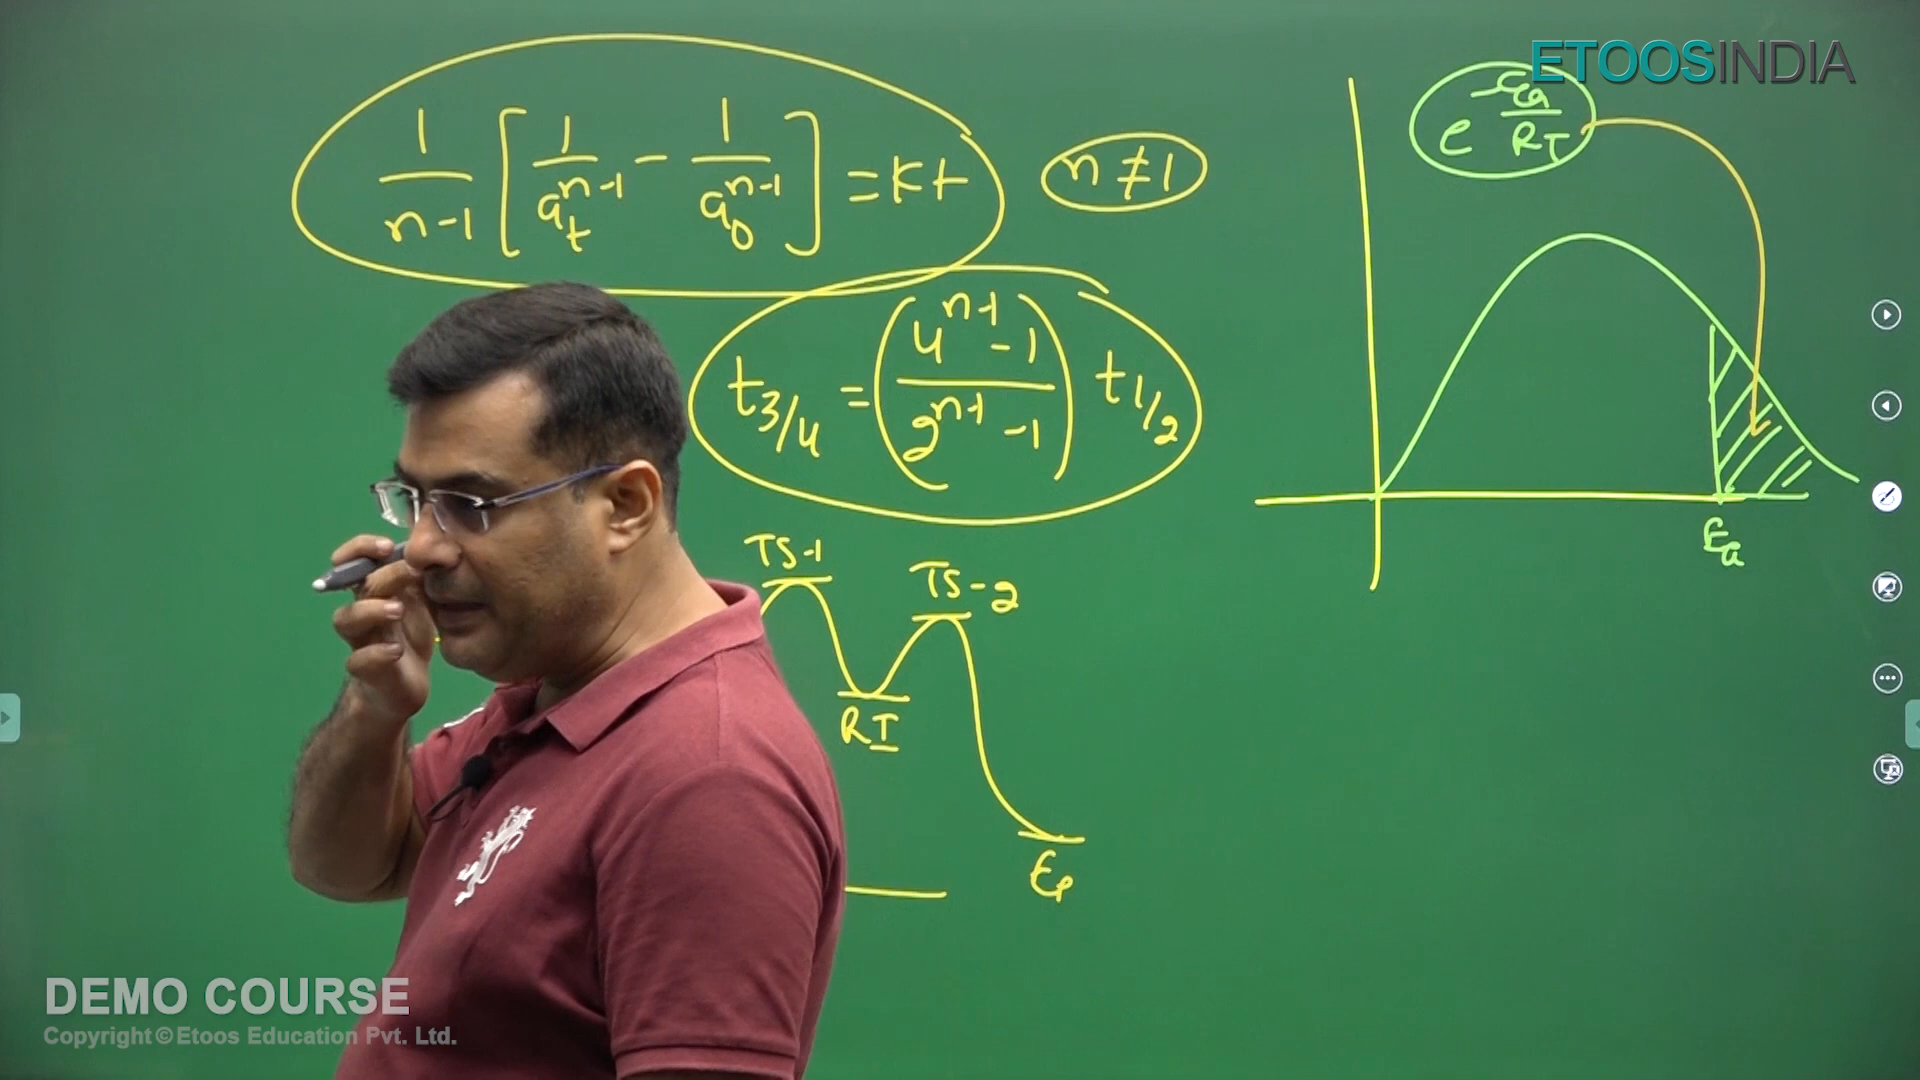 ETOOSINDIA
1/(n-1) [1/a_t^(n-1) - 1/a_0^(n-1)] = Kt
n ≠ 1
e^(-Ea/RT)
t_3/4 = ((4^(n-1) - 1)/(2^(n-1) - 1)) t_1/2
Ea
TS-1
TS-2
RI
Ep
DEMO COURSE
Copyright © Etoos Education Pvt. Ltd.